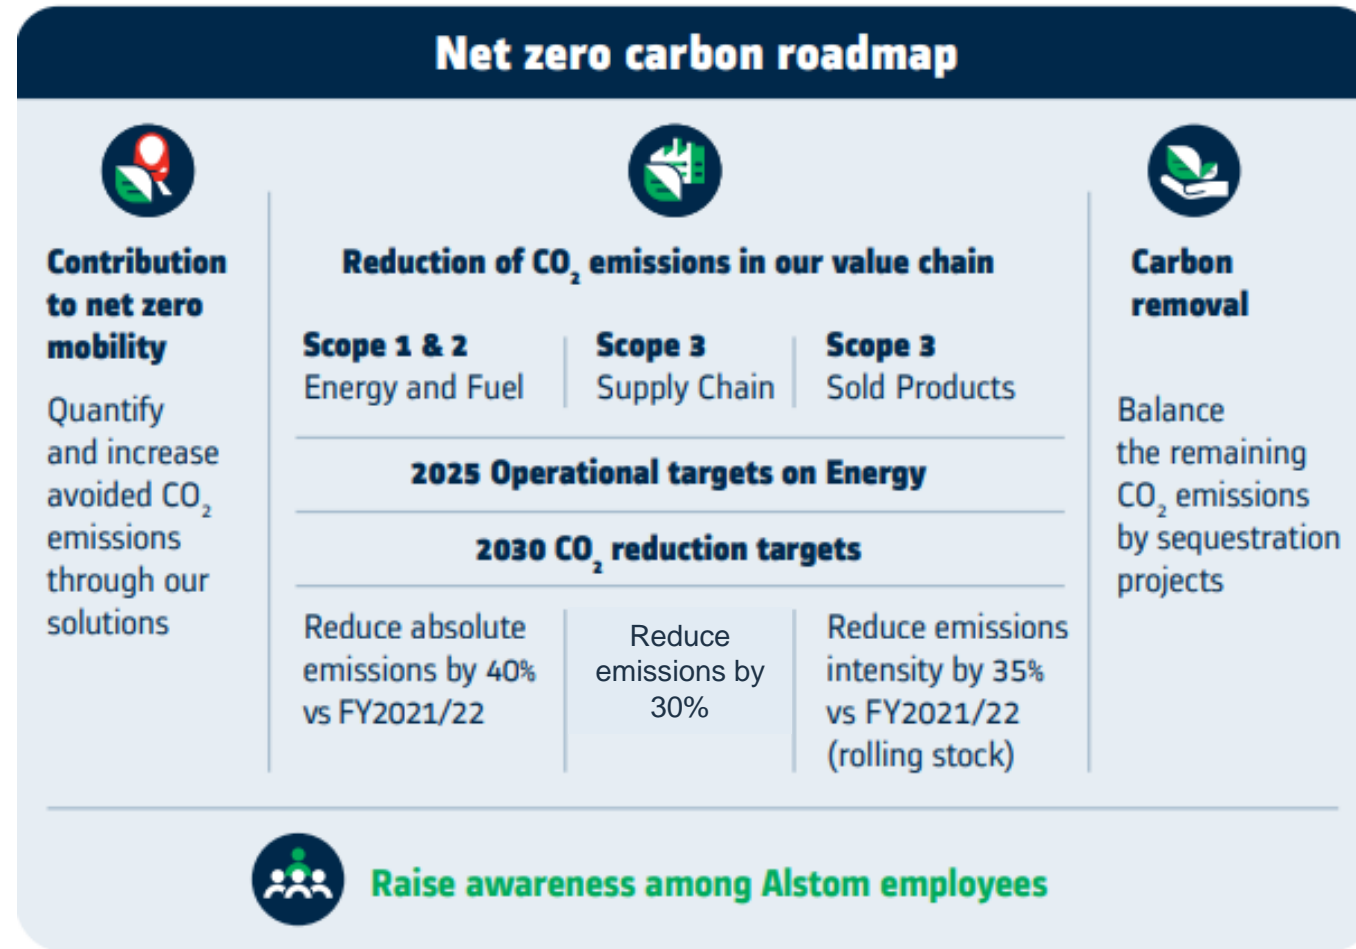 Net zero carbon roadmap
Contribution
to net zero
mobility
Quantify
and increase
avoided CO₂
emissions
through our
solutions
Reduction of CO₂ emissions in our value chain
Scope 1 & 2
Energy and Fuel
Scope 3
Supply Chain
Scope 3
Sold Products
2025 Operational targets on Energy
2030 CO₂ reduction targets
Reduce absolute
emissions by 40%
vs FY2021/22
Reduce
emissions by
30%
Reduce emissions
intensity by 35%
vs FY2021/22
(rolling stock)
Carbon
removal
Balance
the remaining
CO₂ emissions
by sequestration
projects
Raise awareness among Alstom employees